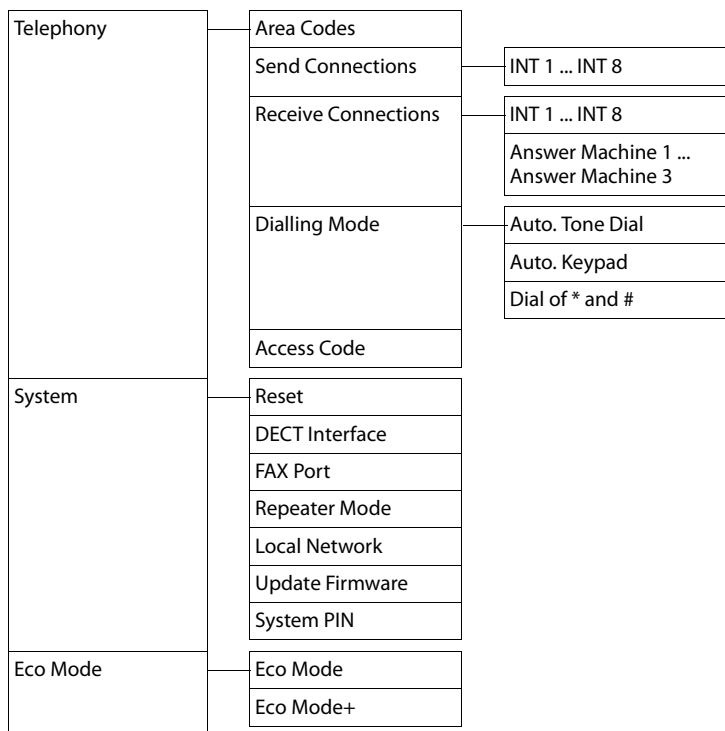 Telephony
Area Codes
Send Connections
INT 1 ... INT 8
Receive Connections
INT 1 ... INT 8
Answer Machine 1 ...
Answer Machine 3
Dialling Mode
Auto. Tone Dial
Auto. Keypad
Dial of * and #
Access Code
System
Reset
DECT Interface
FAX Port
Repeater Mode
Local Network
Update Firmware
System PIN
Eco Mode
Eco Mode
Eco Mode+